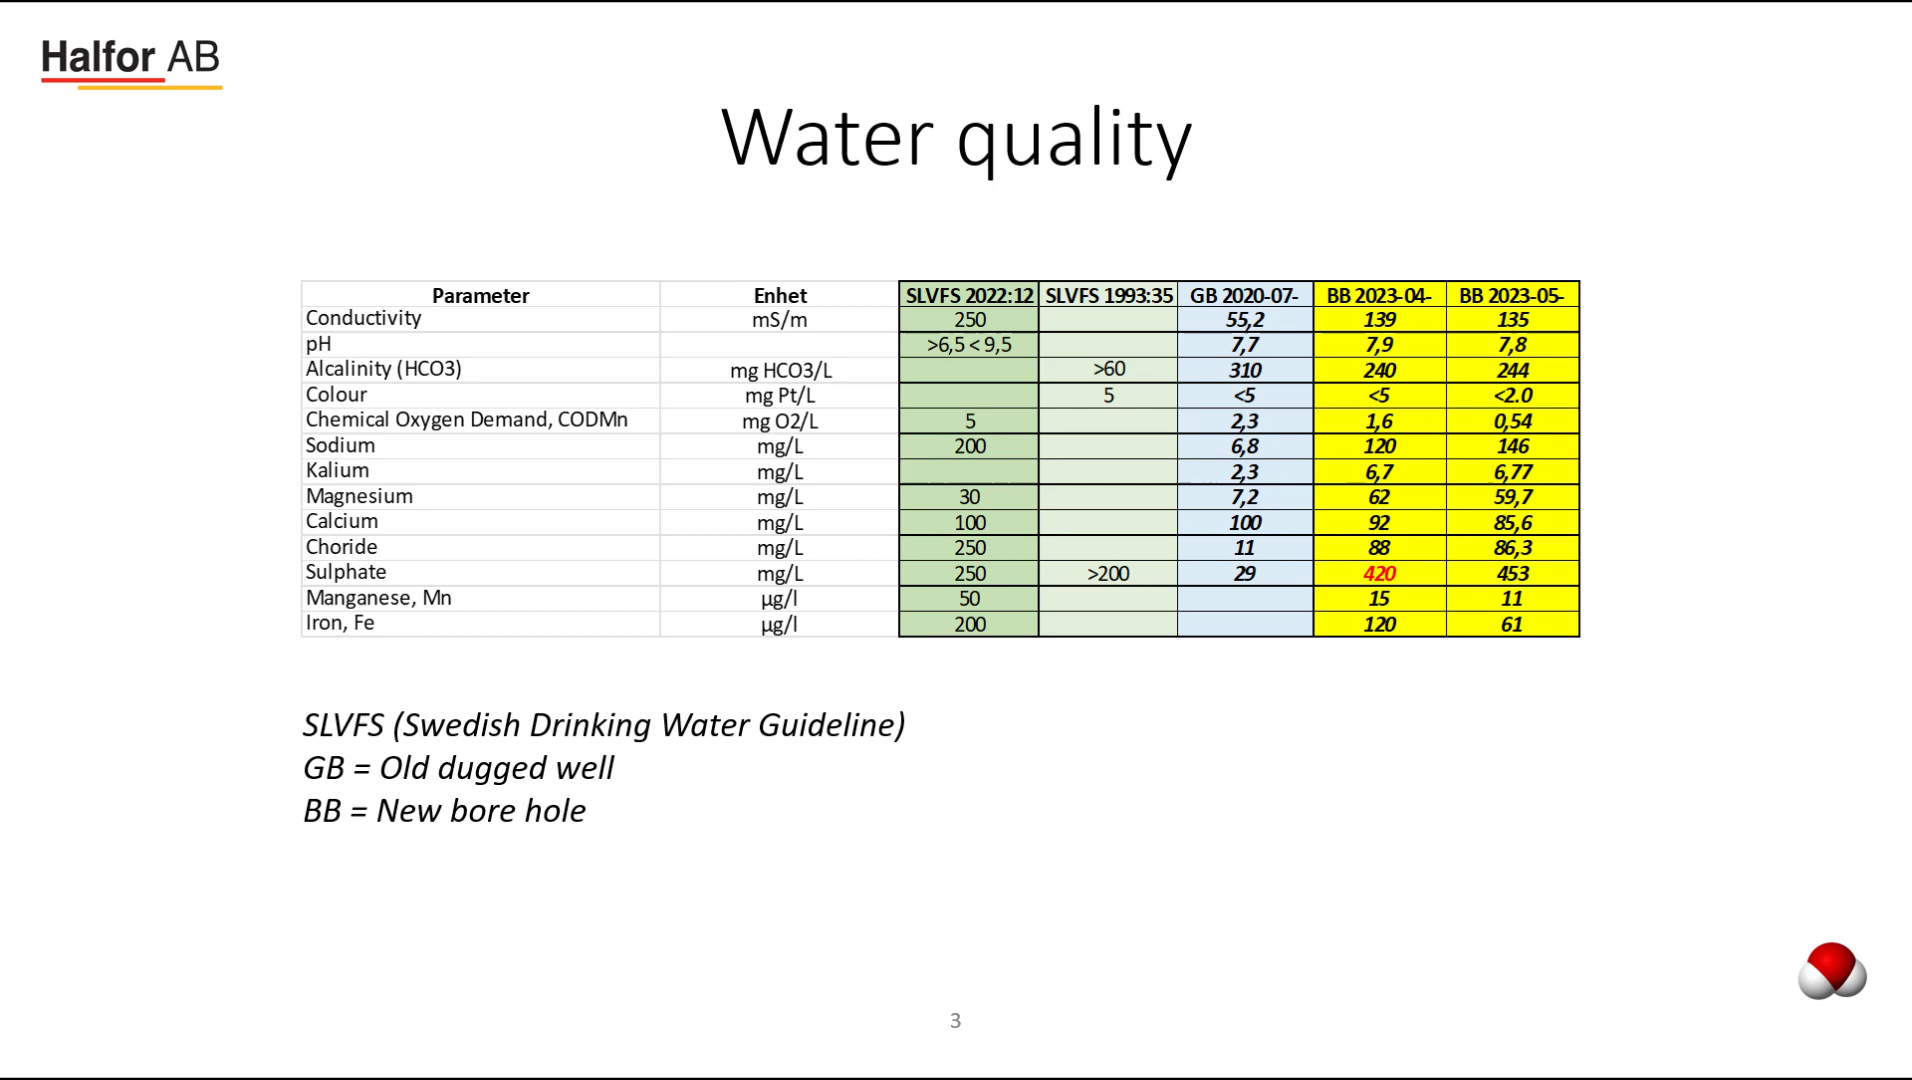 Halfor AB
Water quality
Parameter Enhet SLVFS 2022:12 SLVFS 1993:35 GB 2020-07- BB 2023-04- BB 2023-05-
Conductivity mS/m 250 55,2 139 135
pH >6,5 < 9,5 7,7 7,9 7,8
Alcalinity (HCO3) mg HCO3/L >60 310 240 244
Colour mg Pt/L 5 <5 <5 <2.0
Chemical Oxygen Demand, CODMn mg O2/L 5 2,3 1,6 0,54
Sodium mg/L 200 6,8 120 146
Kalium mg/L 2,3 6,7 6,77
Magnesium mg/L 30 7,2 62 59,7
Calcium mg/L 100 100 92 85,6
Choride mg/L 250 11 88 86,3
Sulphate mg/L 250 >200 29 420 453
Manganese, Mn µg/l 50 15 11
Iron, Fe µg/l 200 120 61
SLVFS (Swedish Drinking Water Guideline)
GB = Old dugged well
BB = New bore hole
3